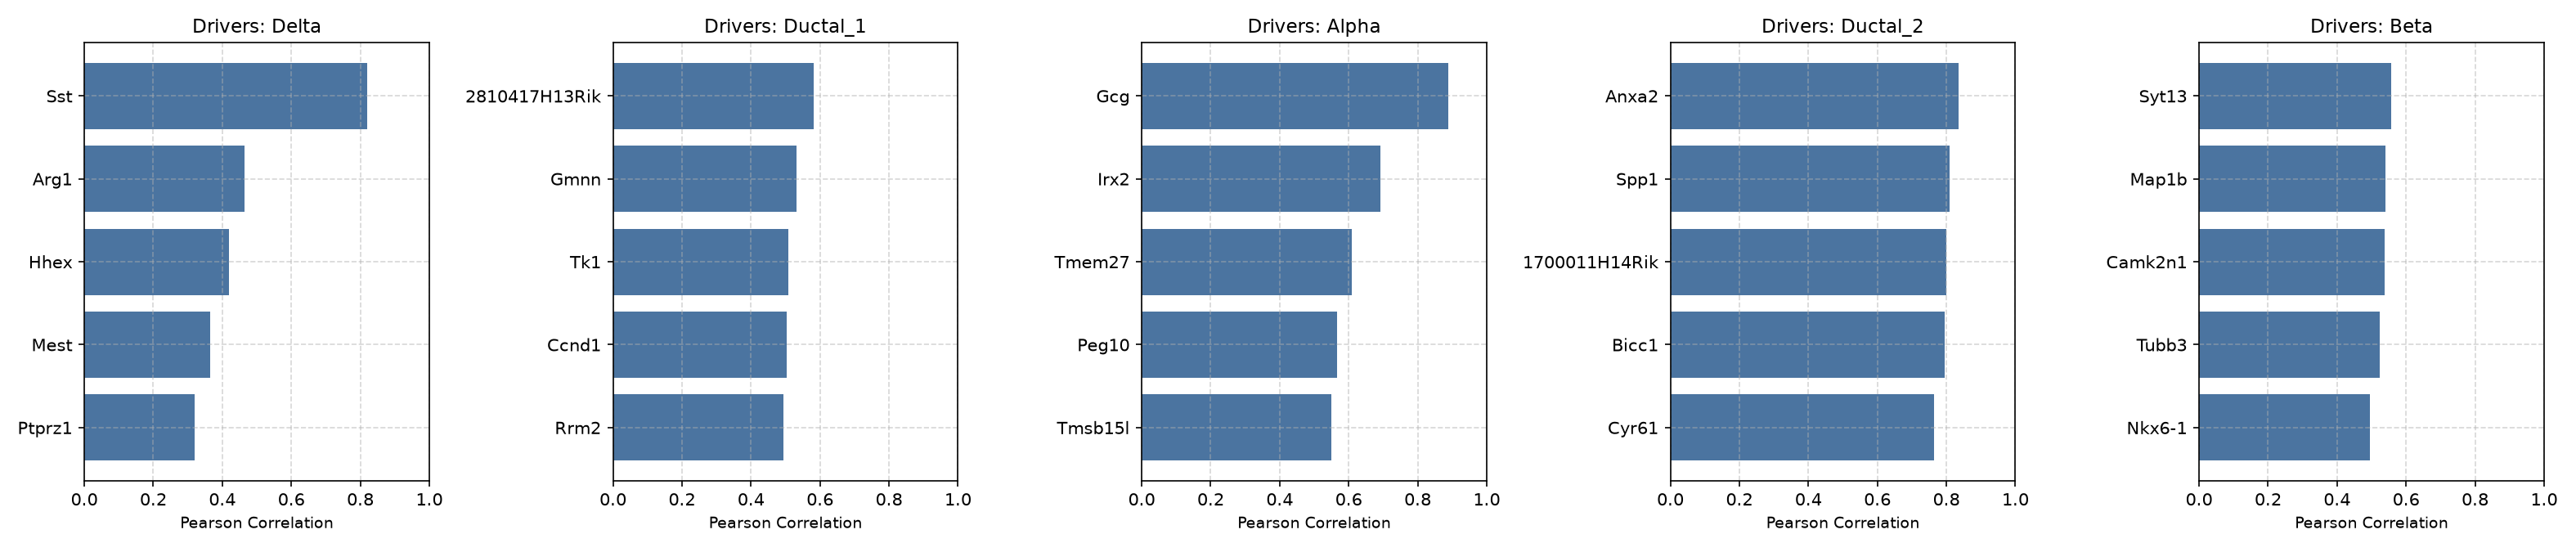 Drivers: Delta
Sst
Arg1
Hhex
Mest
Ptprz1
0.0 0.2 0.4 0.6 0.8 1.0
Pearson Correlation
Drivers: Ductal_1
2810417H13Rik
Gmnn
Tk1
Ccnd1
Rrm2
0.0 0.2 0.4 0.6 0.8 1.0
Pearson Correlation
Drivers: Alpha
Gcg
Irx2
Tmem27
Peg10
Tmsb15l
0.0 0.2 0.4 0.6 0.8 1.0
Pearson Correlation
Drivers: Ductal_2
Anxa2
Spp1
1700011H14Rik
Bicc1
Cyr61
0.0 0.2 0.4 0.6 0.8 1.0
Pearson Correlation
Drivers: Beta
Syt13
Map1b
Camk2n1
Tubb3
Nkx6-1
0.0 0.2 0.4 0.6 0.8 1.0
Pearson Correlation